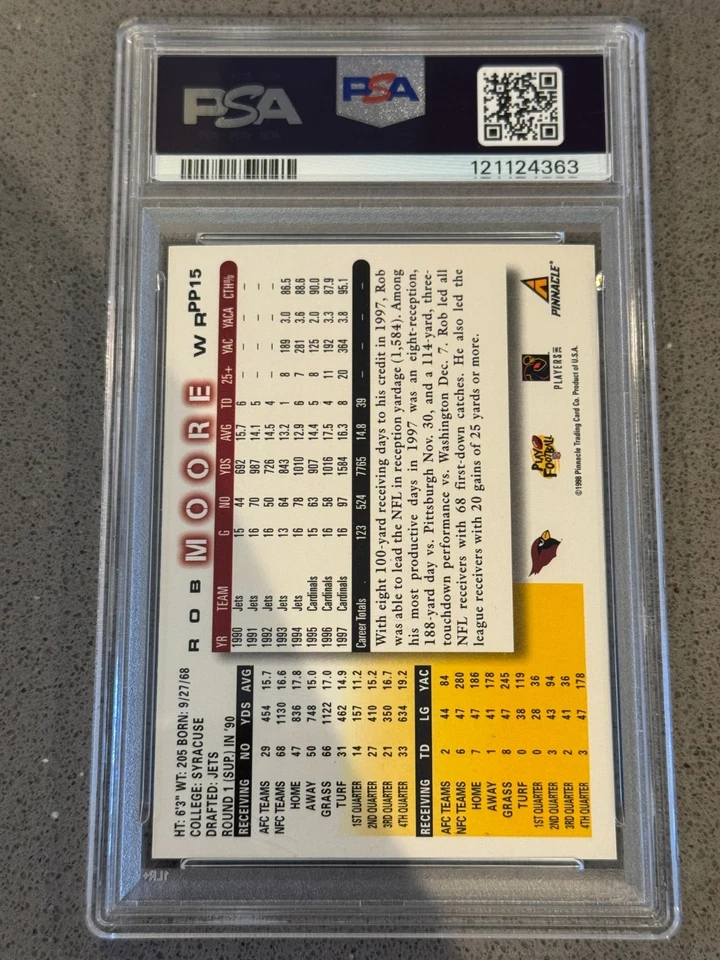 PSA
PSA
121124363
HT: 6'3" WT: 205 BORN: 9/27/68
COLLEGE: SYRACUSE
DRAFTED: JETS
ROUND 1 (SUP.) IN '90
RECEIVING NO YDS AVG
AFC TEAMS 29 454 15.7
NFC TEAMS 68 1130 16.6
HOME 47 836 17.8
AWAY 50 748 15.0
GRASS 66 1122 17.0
TURF 31 462 14.9
1ST QUARTER 14 157 11.2
2ND QUARTER 27 410 15.2
3RD QUARTER 21 350 16.7
4TH QUARTER 33 634 19.2
RECEIVING TD LG YAC
AFC TEAMS 2 44 84
NFC TEAMS 6 47 280
HOME 7 47 186
AWAY 1 41 178
GRASS 8 47 245
TURF 0 38 119
1ST QUARTER 0 28 36
2ND QUARTER 3 43 94
3RD QUARTER 2 41 36
4TH QUARTER 3 47 178
ROB MOORE WR PP15
YR TEAM G NO YDS AVG TD 25+ YAC YACA CTH%
1990 Jets 15 44 692 15.7 6 – – – –
1991 Jets 16 70 987 14.1 5 – – – –
1992 Jets 16 50 726 14.5 4 – – – –
1993 Jets 13 64 843 13.2 1 8 189 3.0 86.5
1994 Jets 16 78 1010 12.9 6 7 281 3.6 88.6
1995 Cardinals 15 63 907 14.4 5 8 125 2.0 90.0
1996 Cardinals 16 58 1016 17.5 4 11 192 3.3 87.9
1997 Cardinals 16 97 1584 16.3 8 20 364 3.8 95.1
Career Totals 123 524 7765 14.8 39 – – – –
With eight 100-yard receiving days to his credit in 1997, Rob
was able to lead the NFL in reception yardage (1,584). Among
his most productive days in 1997 was an eight-reception,
188-yard day vs. Pittsburgh Nov. 30, and a 114-yard, three-
touchdown performance vs. Washington Dec. 7. Rob led all
NFL receivers with 68 first-down catches. He also led the
league receivers with 20 gains of 25 yards or more.
PLAY FOOTBALL
PLAYERS INC
PINNACLE®
©1998 Pinnacle Trading Card Co. Product of U.S.A.